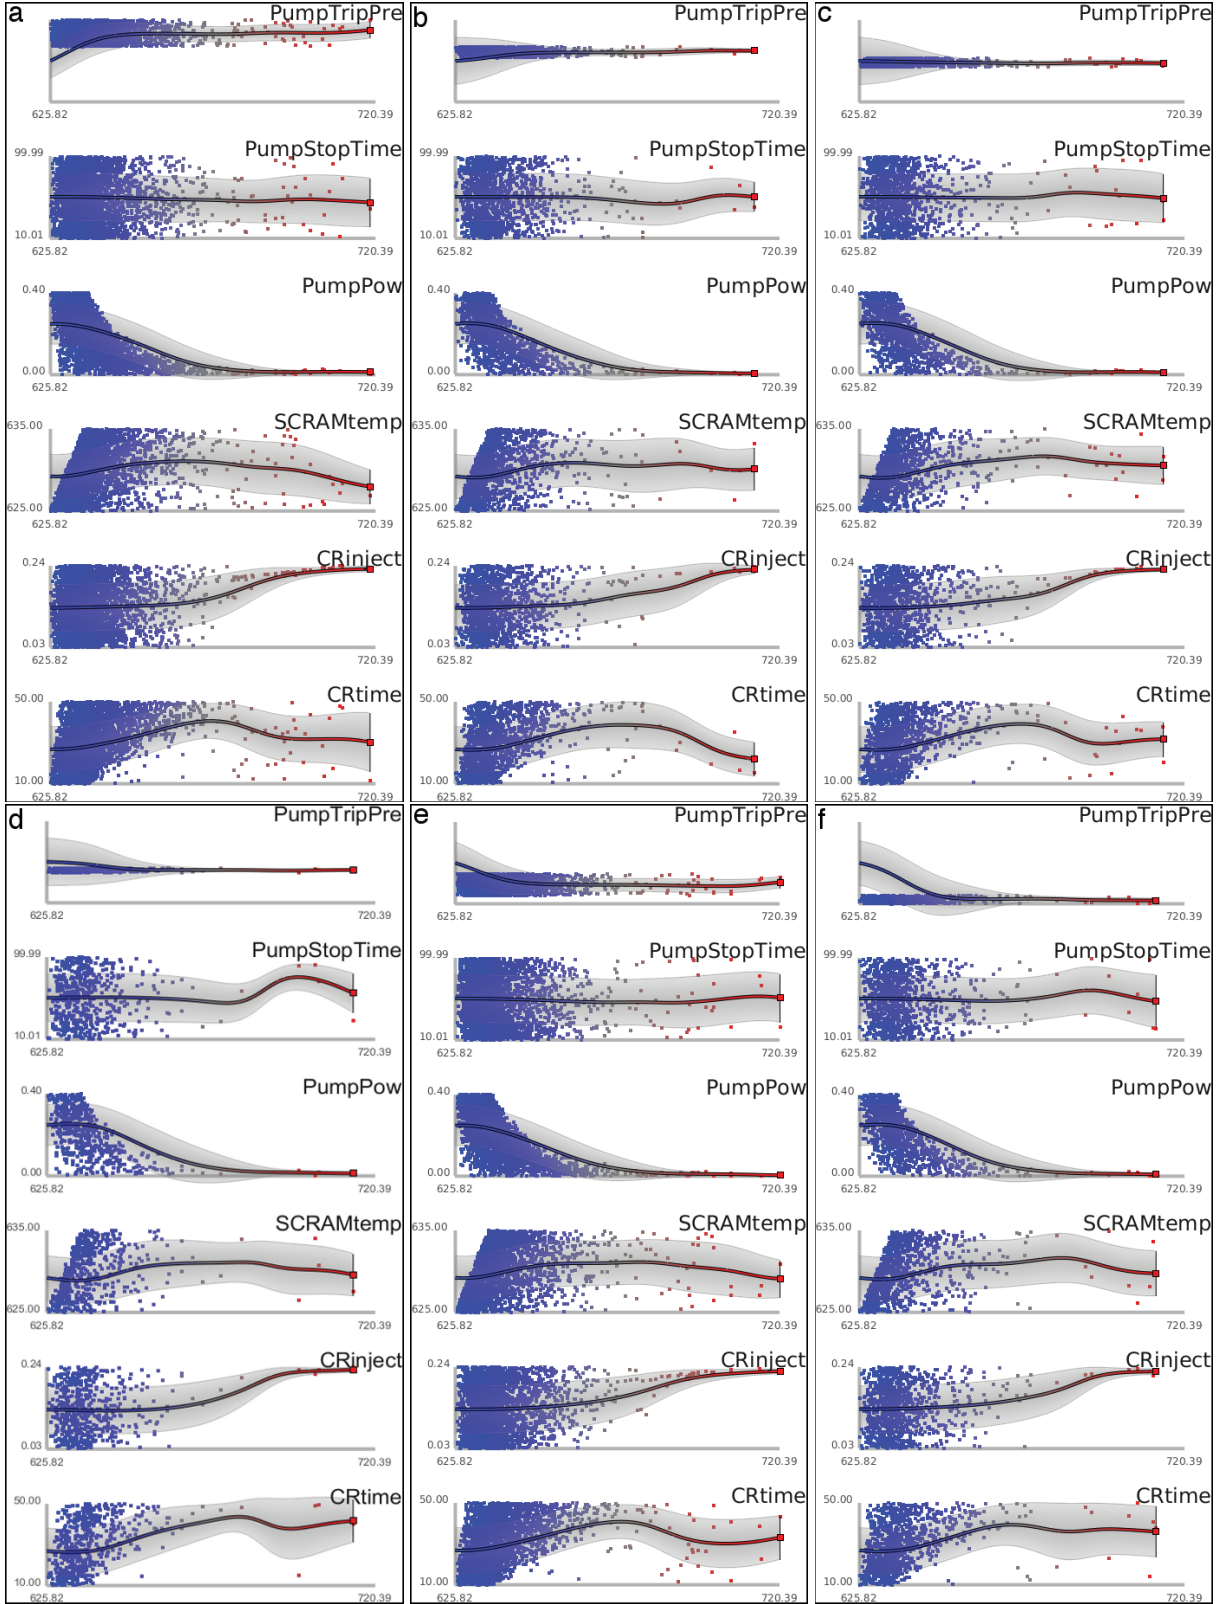 a
PumpTripPre
625.82 720.39
PumpStopTime
99.99
10.01
625.82 720.39
PumpPow
0.40
0.00
625.82 720.39
SCRAMtemp
635.00
625.00
625.82 720.39
CRinject
0.24
0.03
625.82 720.39
CRtime
50.00
10.00
625.82 720.39
b
PumpTripPre
625.82 720.39
PumpStopTime
99.99
10.01
625.82 720.39
PumpPow
0.40
0.00
625.82 720.39
SCRAMtemp
635.00
625.00
625.82 720.39
CRinject
0.24
0.03
625.82 720.39
CRtime
50.00
10.00
625.82 720.39
c
PumpTripPre
625.82 720.39
PumpStopTime
99.99
10.01
625.82 720.39
PumpPow
0.40
0.00
625.82 720.39
SCRAMtemp
635.00
625.00
625.82 720.39
CRinject
0.24
0.03
625.82 720.39
CRtime
50.00
10.00
625.82 720.39
d
PumpTripPre
625.82 720.39
PumpStopTime
99.99
10.01
625.82 720.39
PumpPow
0.40
0.00
625.82 720.39
SCRAMtemp
635.00
625.00
625.82 720.39
CRinject
0.24
0.03
625.82 720.39
CRtime
50.00
10.00
625.82 720.39
e
PumpTripPre
625.82 720.39
PumpStopTime
99.99
10.01
625.82 720.39
PumpPow
0.40
0.00
625.82 720.39
SCRAMtemp
635.00
625.00
625.82 720.39
CRinject
0.24
0.03
625.82 720.39
CRtime
50.00
10.00
625.82 720.39
f
PumpTripPre
625.82 720.39
PumpStopTime
99.99
10.01
625.82 720.39
PumpPow
0.40
0.00
625.82 720.39
SCRAMtemp
635.00
625.00
625.82 720.39
CRinject
0.24
0.03
625.82 720.39
CRtime
50.00
10.00
625.82 720.39